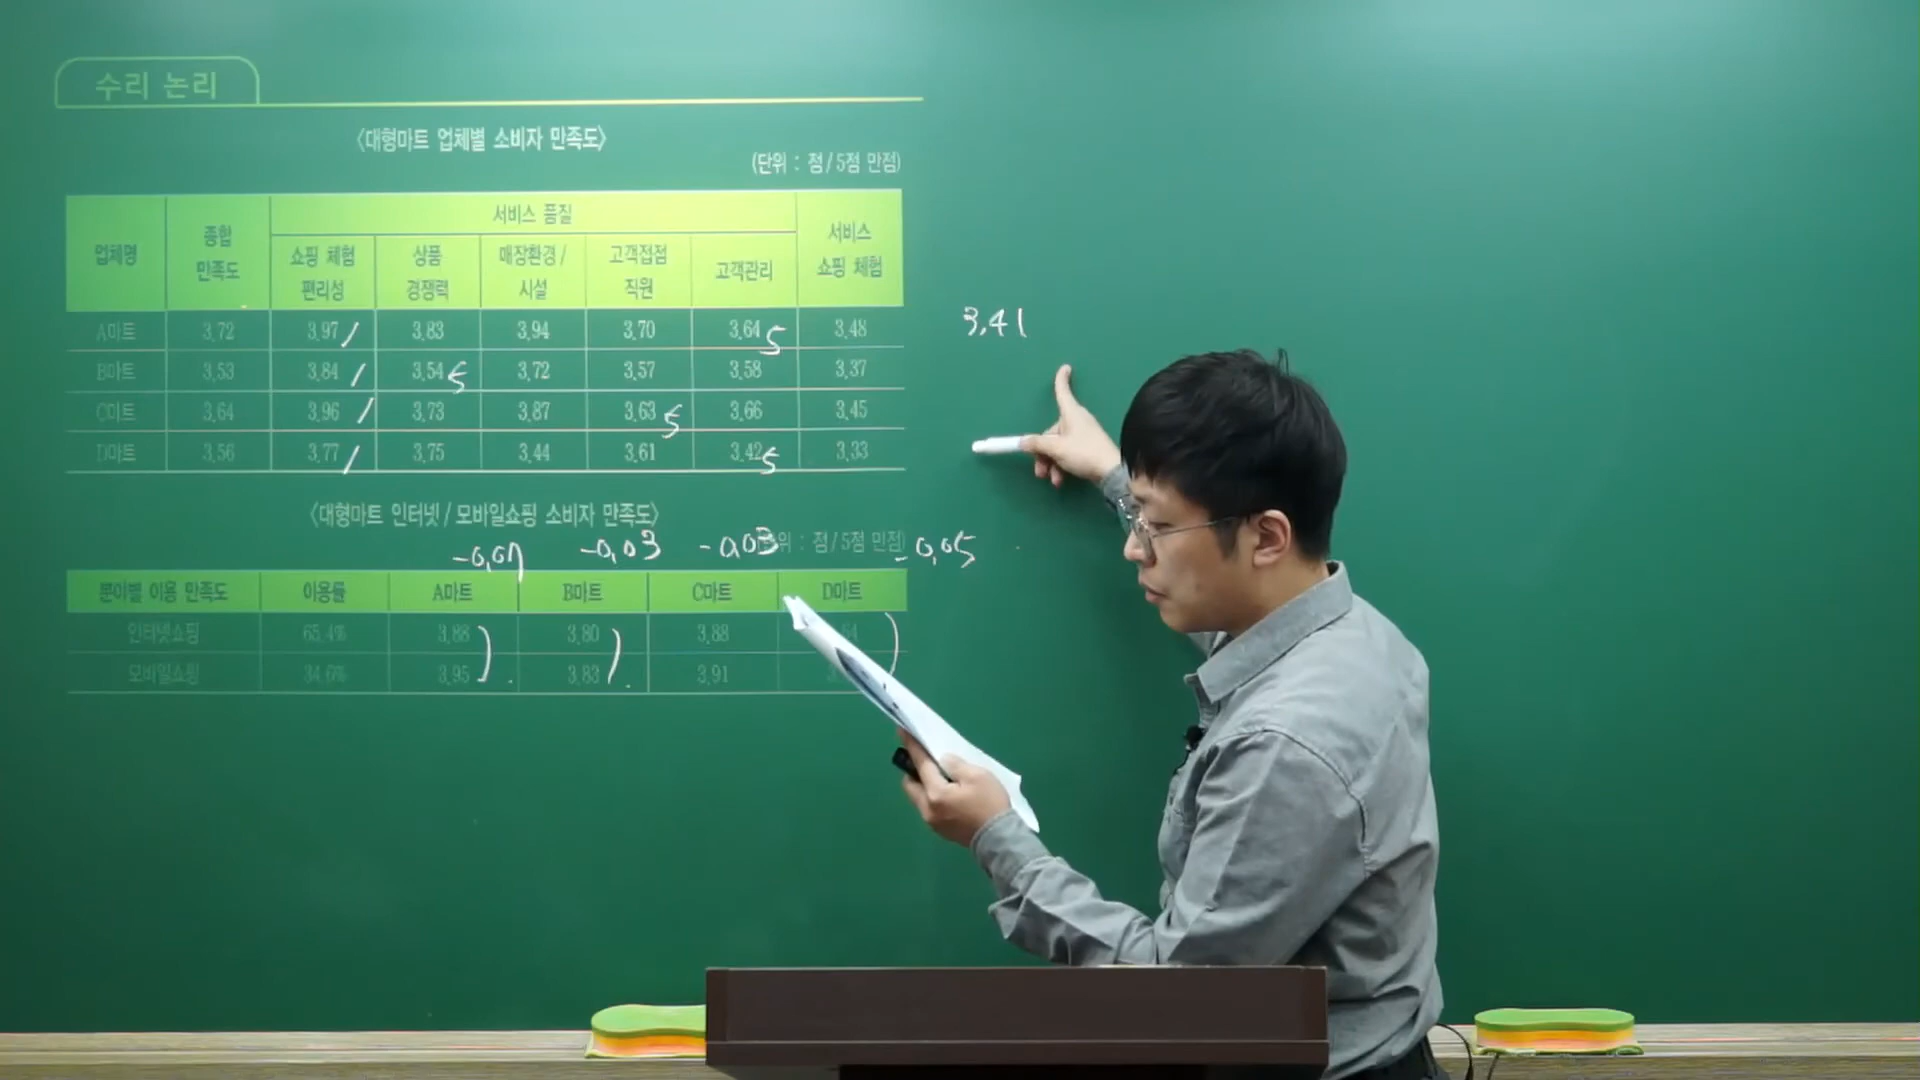 수리 논리
〈대형마트 업체별 소비자 만족도〉
(단위 : 점/5점 만점)
업체명 종합 만족도 서비스 품질 서비스 쇼핑 체험
쇼핑 체험 편리성 상품 경쟁력 매장환경/시설 고객접점 직원 고객관리
A마트 3.72 3.97 / 3.83 3.94 3.70 3.64 5 3.48
3.41
B마트 3.53 3.84 / 3.54 5 3.72 3.57 3.58 3.37
C마트 3.64 3.96 / 3.73 3.87 3.63 5 3.66 3.45
D마트 3.56 3.77 / 3.75 3.44 3.61 3.42 5 3.33
〈대형마트 인터넷/모바일쇼핑 소비자 만족도〉
위 : 점/5점 만점)
-0.07 -0.03 -0.03 -0.05
분야별 이용 만족도 이용률 A마트 B마트 C마트 D마트
인터넷쇼핑 65.4% 3.88 3.80 3.88
모바일쇼핑 34.6% 3.95 3.83 3.91